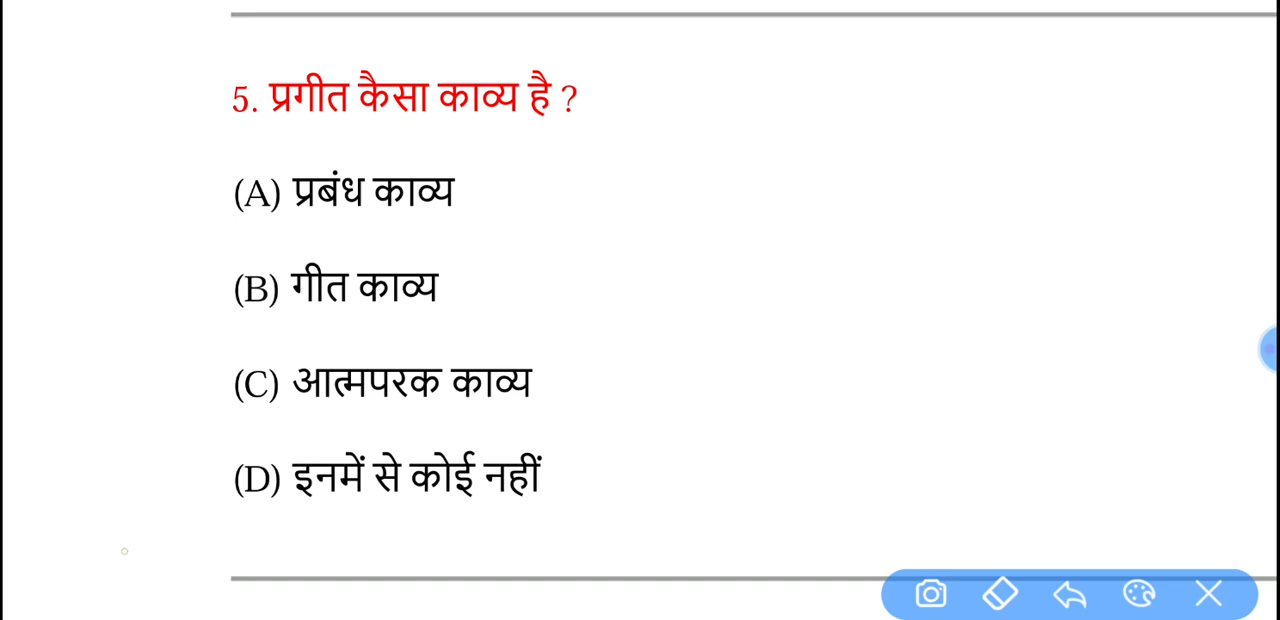 5. प्रगीत कैसा काव्य है ?
(A) प्रबंध काव्य
(B) गीत काव्य
(C) आत्मपरक काव्य
(D) इनमें से कोई नहीं